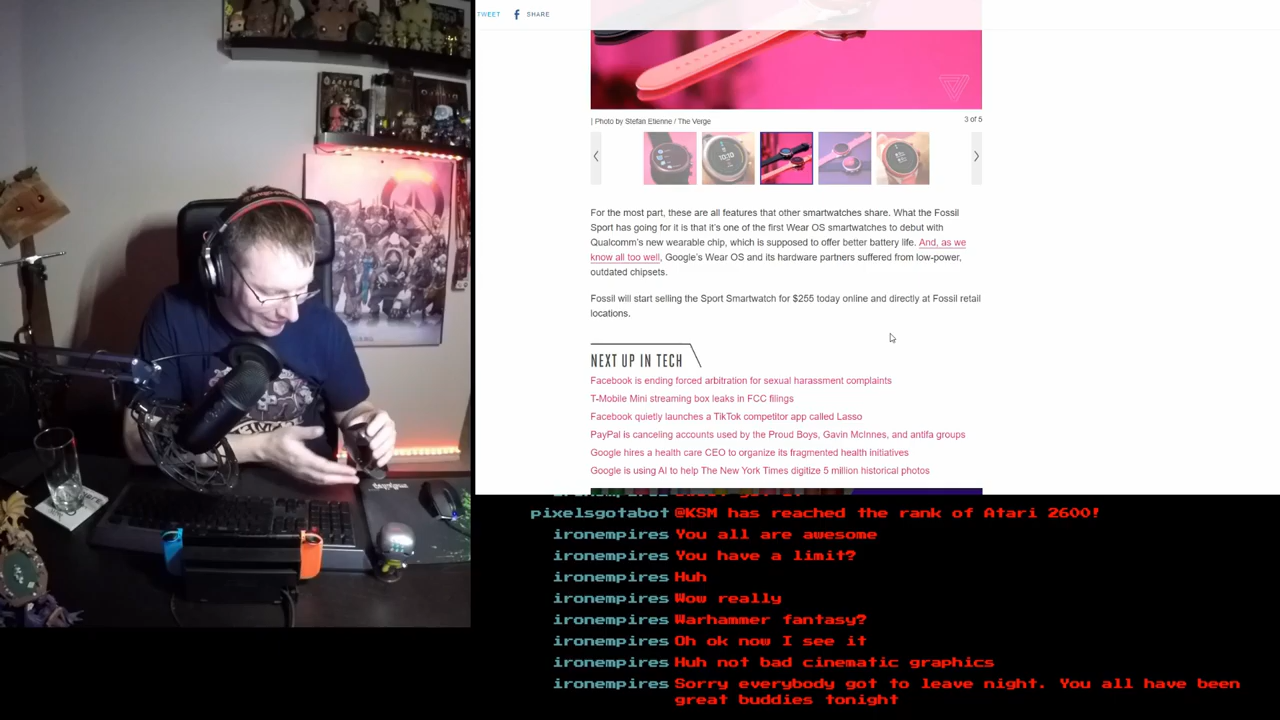 TWEET SHARE
| Photo by Stefan Etienne / The Verge
3 of 5
For the most part, these are all features that other smartwatches share. What the Fossil
Sport has going for it is that it's one of the first Wear OS smartwatches to debut with
Qualcomm's new wearable chip, which is supposed to offer better battery life. And, as we
know all too well, Google's Wear OS and its hardware partners suffered from low-power,
outdated chipsets.
Fossil will start selling the Sport Smartwatch for $255 today online and directly at Fossil retail
locations.
NEXT UP IN TECH
Facebook is ending forced arbitration for sexual harassment complaints
T-Mobile Mini streaming box leaks in FCC filings
Facebook quietly launches a TikTok competitor app called Lasso
PayPal is canceling accounts used by the Proud Boys, Gavin McInnes, and antifa groups
Google hires a health care CEO to organize its fragmented health initiatives
Google is using AI to help The New York Times digitize 5 million historical photos
pixelsgotabot @KSM has reached the rank of Atari 2600!
ironempires You all are awesome
ironempires You have a limit?
ironempires Huh
ironempires Wow really
ironempires Warhammer fantasy?
ironempires Oh ok now I see it
ironempires Huh not bad cinematic graphics
ironempires Sorry everybody got to leave night. You all have been
great buddies tonight